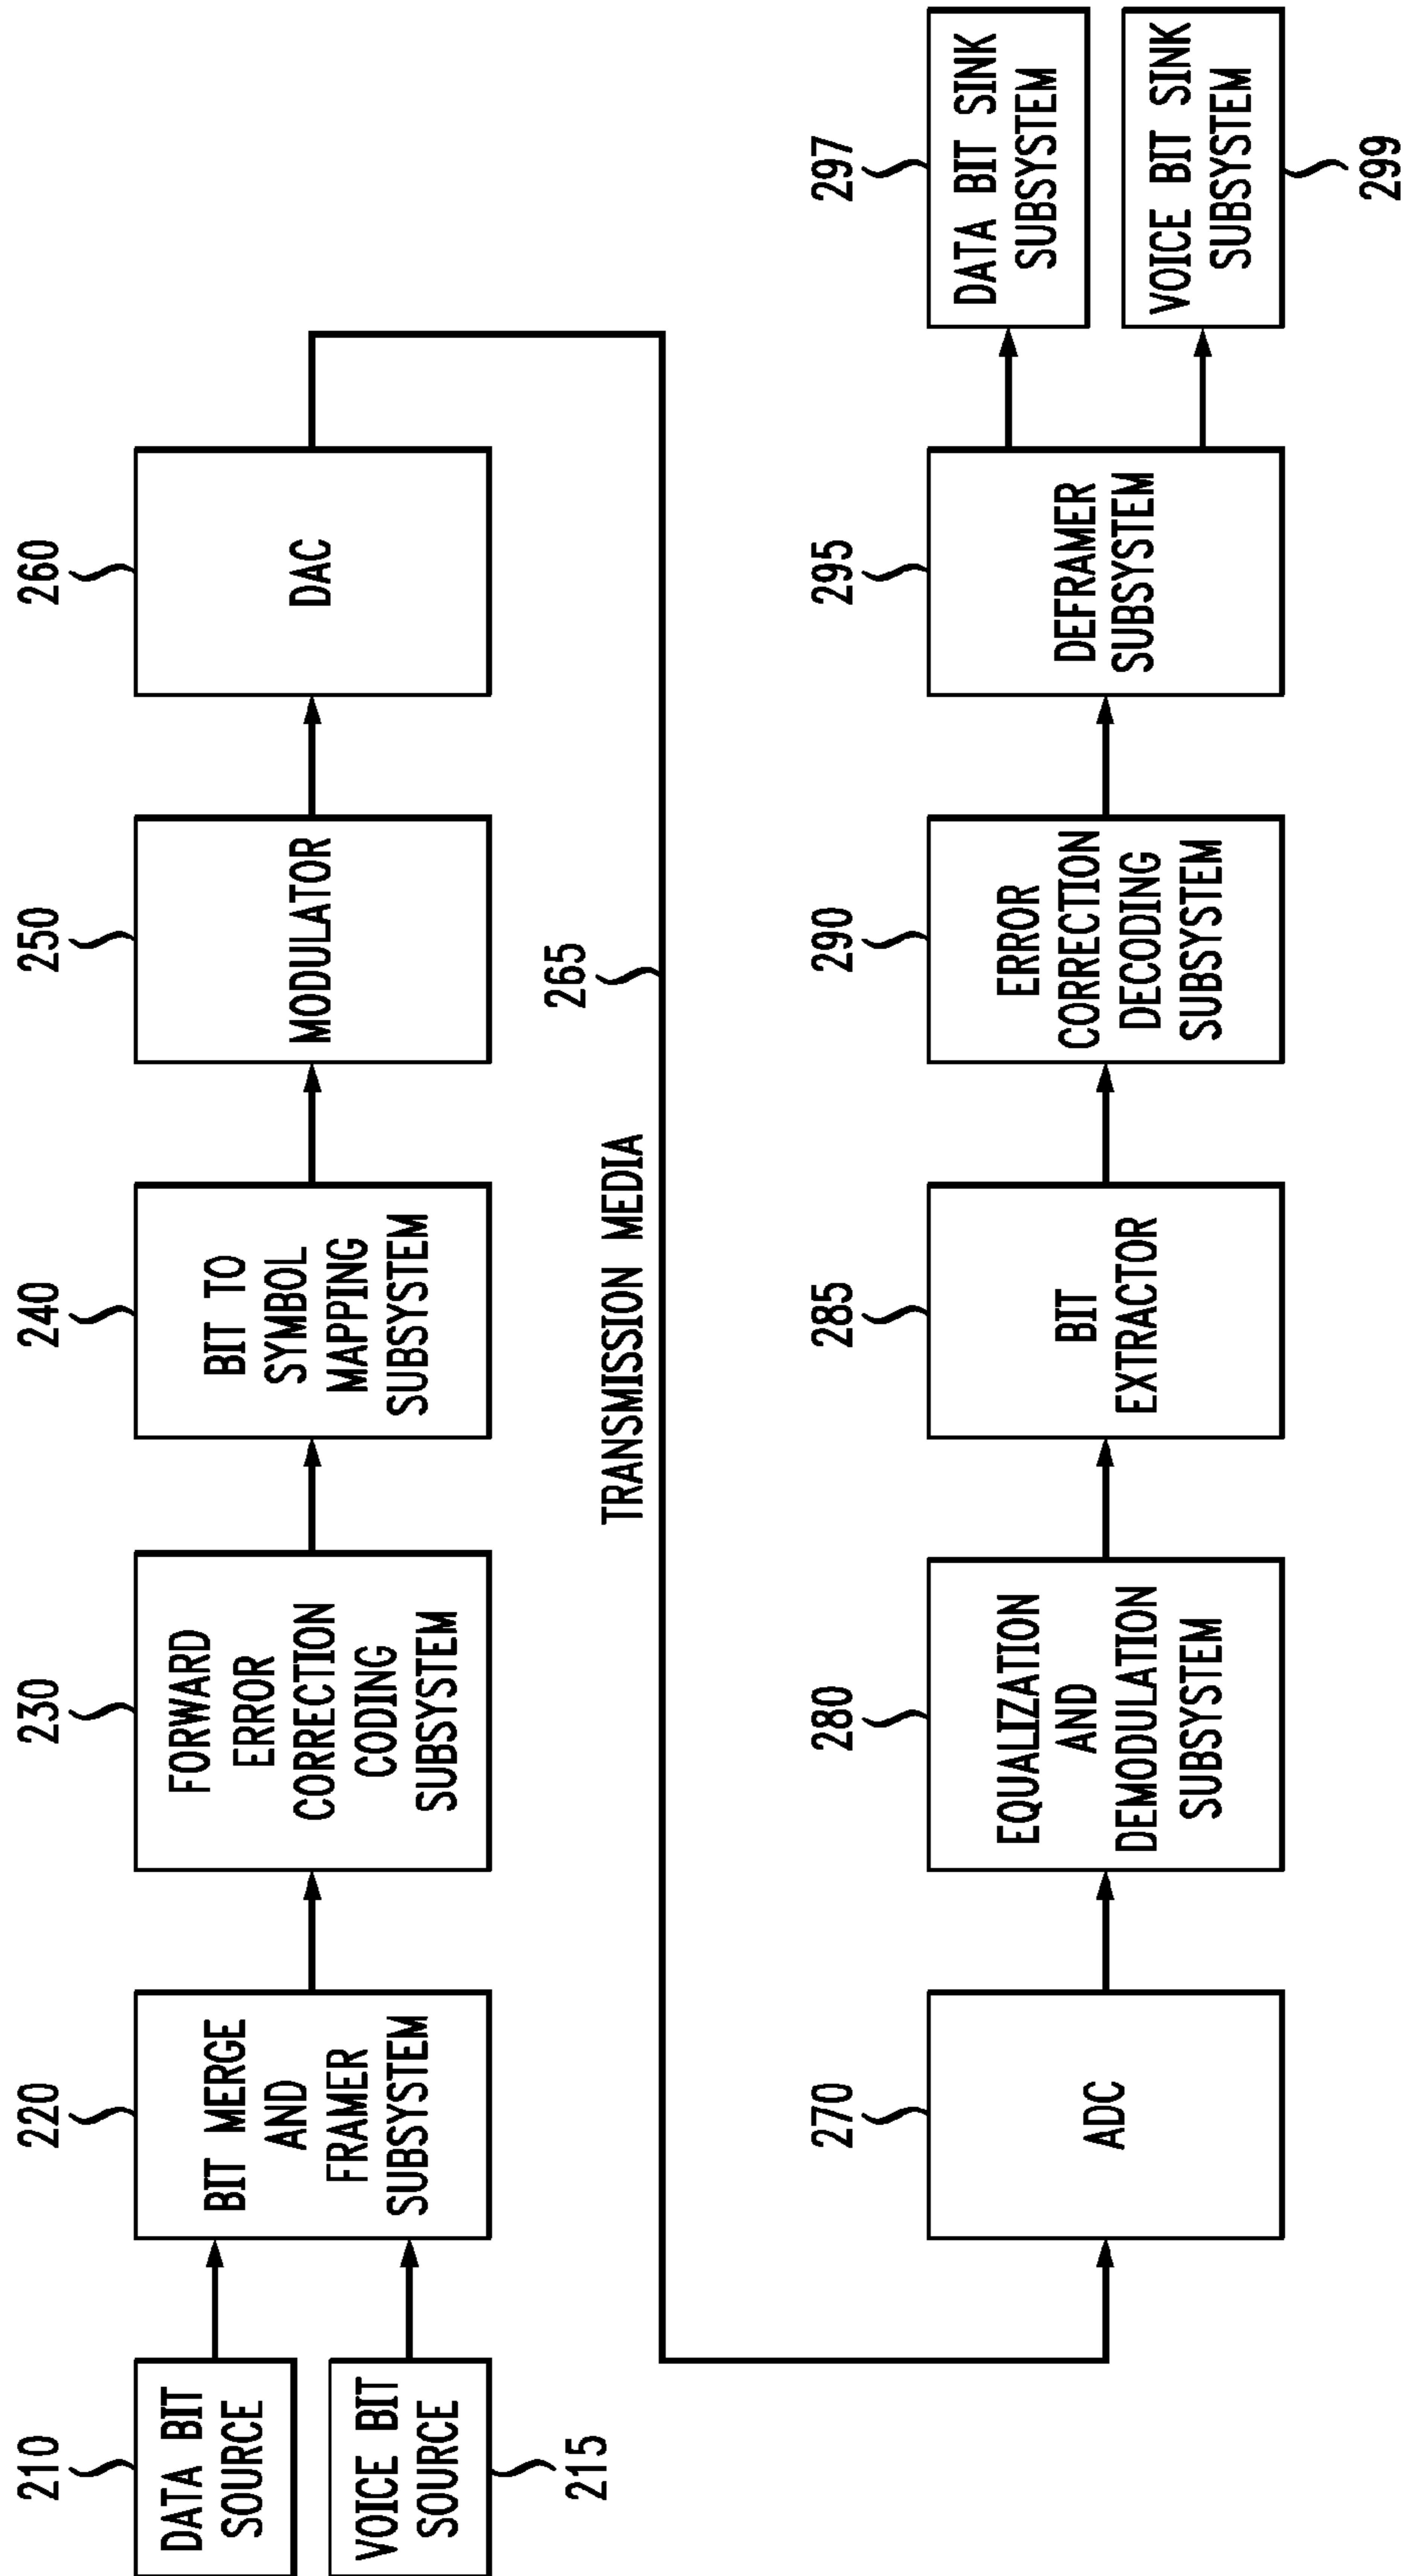 210
DATA BIT
SOURCE
VOICE BIT
SOURCE
215
220
BIT MERGE
AND
FRAMER
SUBSYSTEM
230
FORWARD
ERROR
CORRECTION
CODING
SUBSYSTEM
240
BIT TO
SYMBOL
MAPPING
SUBSYSTEM
250
MODULATOR
260
DAC
265
TRANSMISSION MEDIA
270
ADC
280
EQUALIZATION
AND
DEMODULATION
SUBSYSTEM
285
BIT
EXTRACTOR
290
ERROR
CORRECTION
DECODING
SUBSYSTEM
295
DEFRAMER
SUBSYSTEM
297
DATA BIT SINK
SUBSYSTEM
VOICE BIT SINK
SUBSYSTEM
299